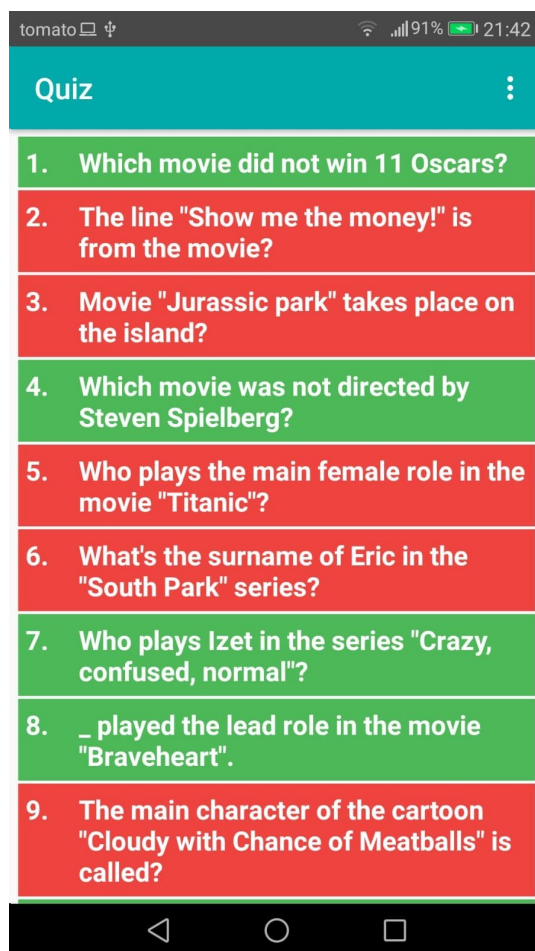 tomato 91% 21:42
Quiz
1. Which movie did not win 11 Oscars?
2. The line "Show me the money!" is
from the movie?
3. Movie "Jurassic park" takes place on
the island?
4. Which movie was not directed by
Steven Spielberg?
5. Who plays the main female role in the
movie "Titanic"?
6. What's the surname of Eric in the
"South Park" series?
7. Who plays Izet in the series "Crazy,
confused, normal"?
8. _ played the lead role in the movie
"Braveheart".
9. The main character of the cartoon
"Cloudy with Chance of Meatballs" is
called?